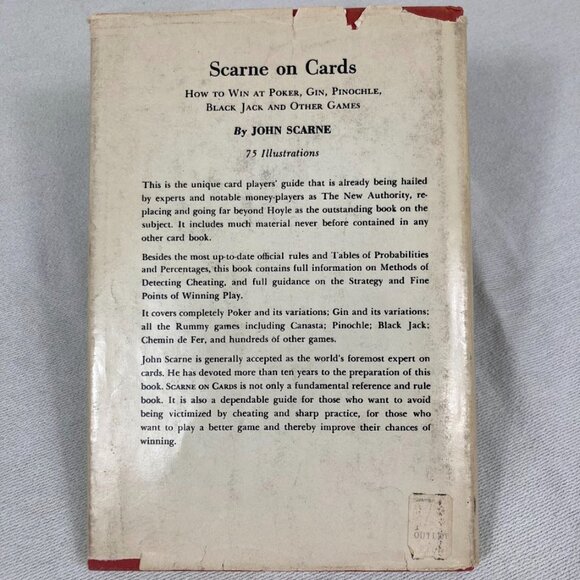 Scarne on Cards
HOW TO WIN AT POKER, GIN, PINOCHLE,
BLACK JACK AND OTHER GAMES
By JOHN SCARNE
75 Illustrations
This is the unique card players' guide that is already being hailed
by experts and notable money-players as The New Authority, re-
placing and going far beyond Hoyle as the outstanding book on the
subject. It includes much material never before contained in any
other card book.
Besides the most up-to-date official rules and Tables of Probabilities
and Percentages, this book contains full information on Methods of
Detecting Cheating, and full guidance on the Strategy and Fine
Points of Winning Play.
It covers completely Poker and its variations; Gin and its variations;
all the Rummy games including Canasta; Pinochle; Black Jack;
Chemin de Fer, and hundreds of other games.
John Scarne is generally accepted as the world's foremost expert on
cards. He has devoted more than ten years to the preparation of this
book. SCARNE ON CARDS is not only a fundamental reference and rule
book. It is also a dependable guide for those who want to avoid
being victimized by cheating and sharp practice, for those who
want to play a better game and thereby improve their chances of
winning.